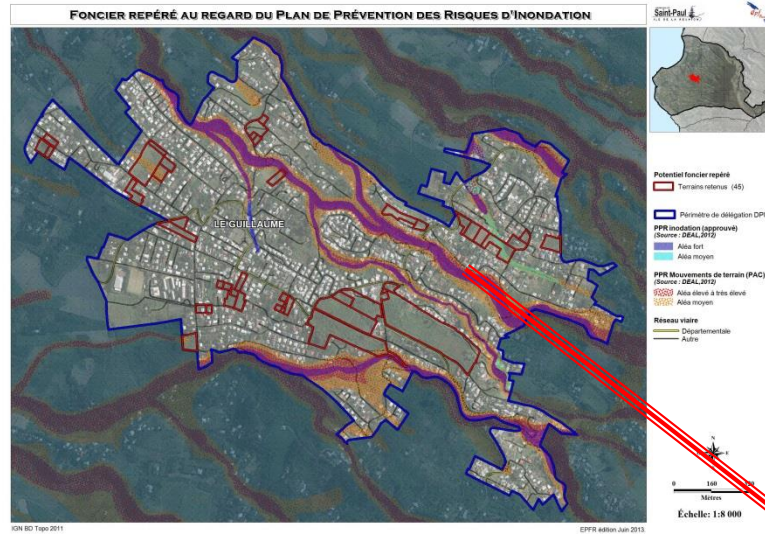 FONCIER REPÉRÉ AU REGARD DU PLAN DE PRÉVENTION DES RISQUES D'INONDATION
Saint-Paul
LE GUILLAUME
Potentiel foncier repéré
Terrains retenus (45)
Périmètre de délégation DPU
PPR inodation (approuvé)
(Source : DEAL,2012)
Aléa fort
Aléa moyen
PPR Mouvements de terrain (PAC)
(Source : DEAL,2012)
Aléa élevé à très élevé
Aléa moyen
Réseau viaire
Départementale
Autre
N
E
0 160 320
Mètres
Échelle: 1:8 000
IGN BD Topo 2011
EPFR édition Juin 2013